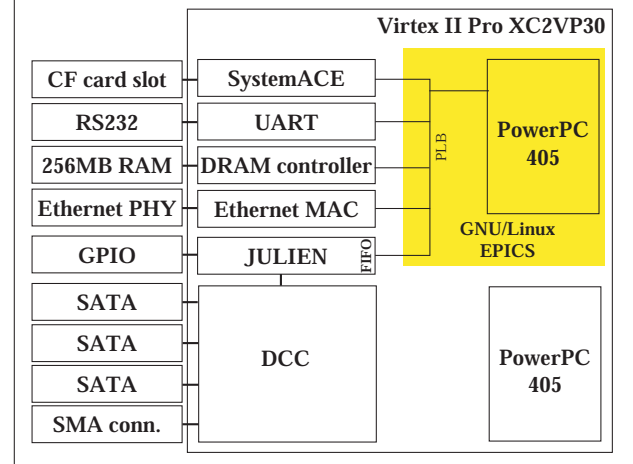 Virtex II Pro XC2VP30
CF card slot
SystemACE
RS232
UART
PLB
PowerPC
405
256MB RAM
DRAM controller
Ethernet PHY
Ethernet MAC
GNU/Linux
EPICS
GPIO
JULIEN
FIFO
SATA
SATA
DCC
PowerPC
405
SATA
SMA conn.